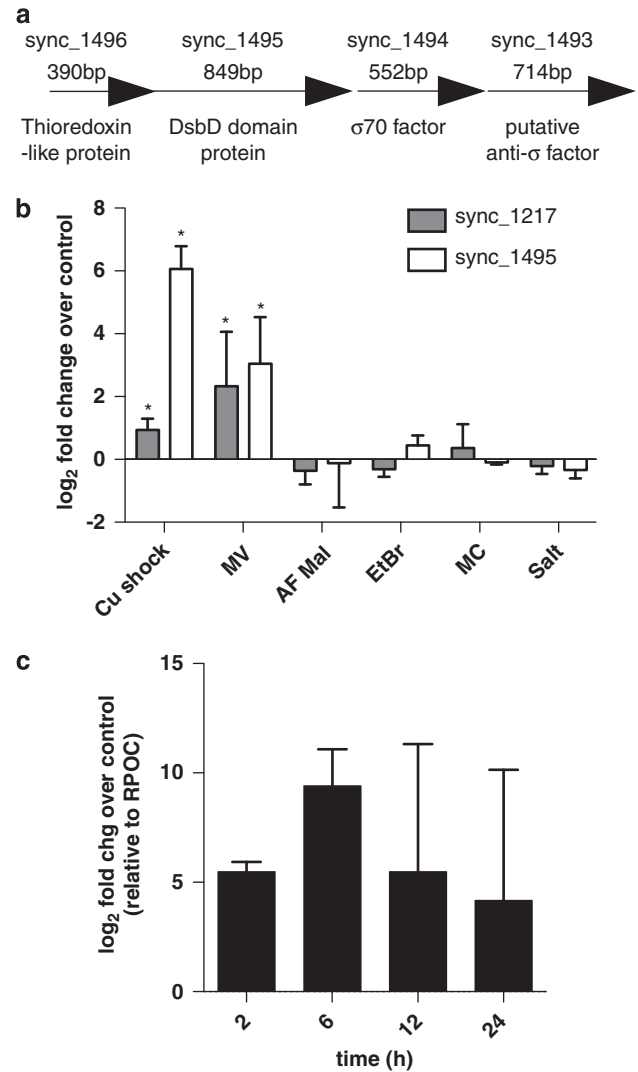 a
sync_1496 sync_1495 sync_1494 sync_1493
390bp 849bp 552bp 714bp
Thioredoxin DsbD domain σ70 factor putative
-like protein protein anti-σ factor
b
log2 fold change over control
8
6
4
2
0
-2
sync_1217
sync_1495
* * * *
Cu shock MV AF Mal EtBr MC Salt
c
log2 fold chg over control
(relative to RPOC)
15
10
5
0
2 6 12 24
time (h)